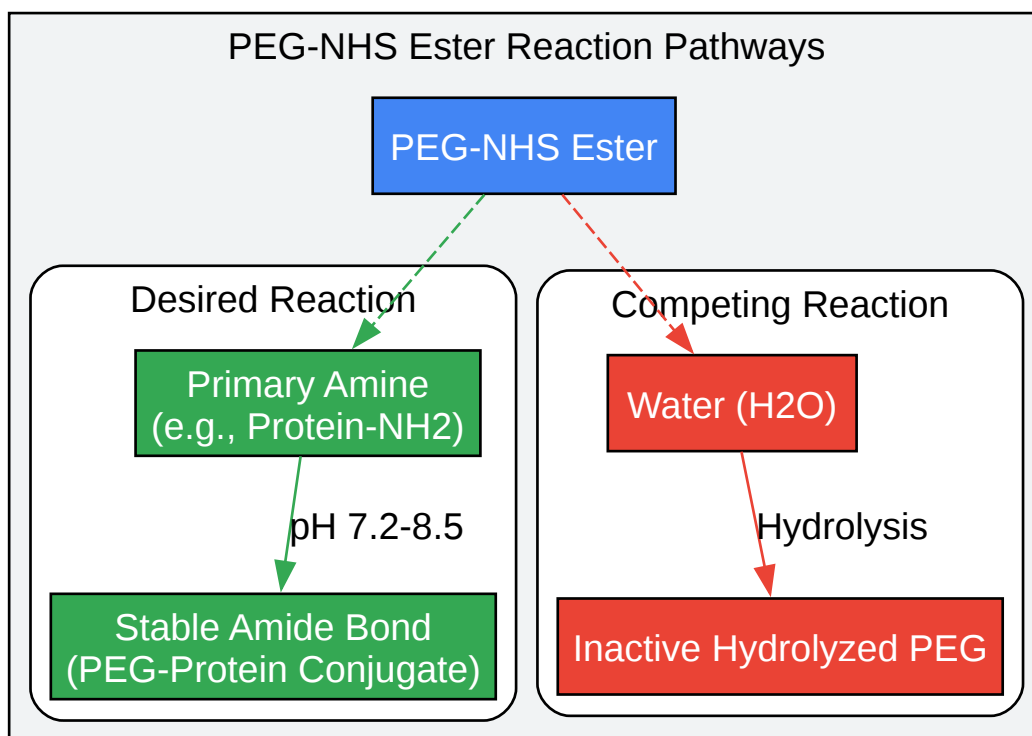 PEG-NHS Ester Reaction Pathways
PEG-NHS Ester
Desired Reaction
Primary Amine
(e.g., Protein-NH2)
pH 7.2-8.5
Stable Amide Bond
(PEG-Protein Conjugate)
Competing Reaction
Water (H2O)
Hydrolysis
Inactive Hydrolyzed PEG